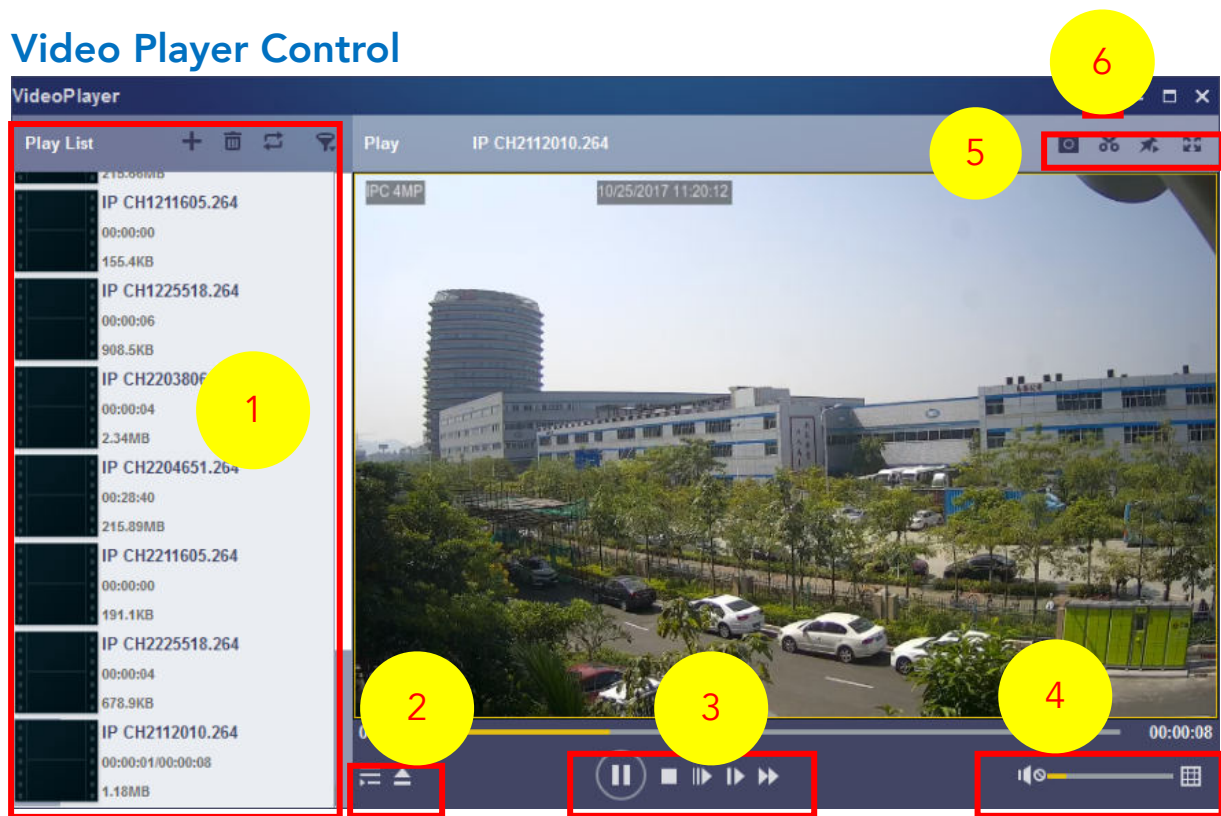 Video Player Control
6
VideoPlayer
Play List
Play IP CH2112010.264
5
215.66MB
IP CH1211605.264
00:00:00
155.4KB
IP CH1225518.264
00:00:06
908.5KB
IP CH2203806
00:00:04
2.34MB
1
IP CH2204651.264
00:28:40
215.89MB
IP CH2211605.264
00:00:00
191.1KB
IP CH2225518.264
00:00:04
678.9KB
IP CH2112010.264
00:00:01/00:00:08
1.18MB
IPC 4MP 10/25/2017 11:20:12
2
3
4
00:00:08